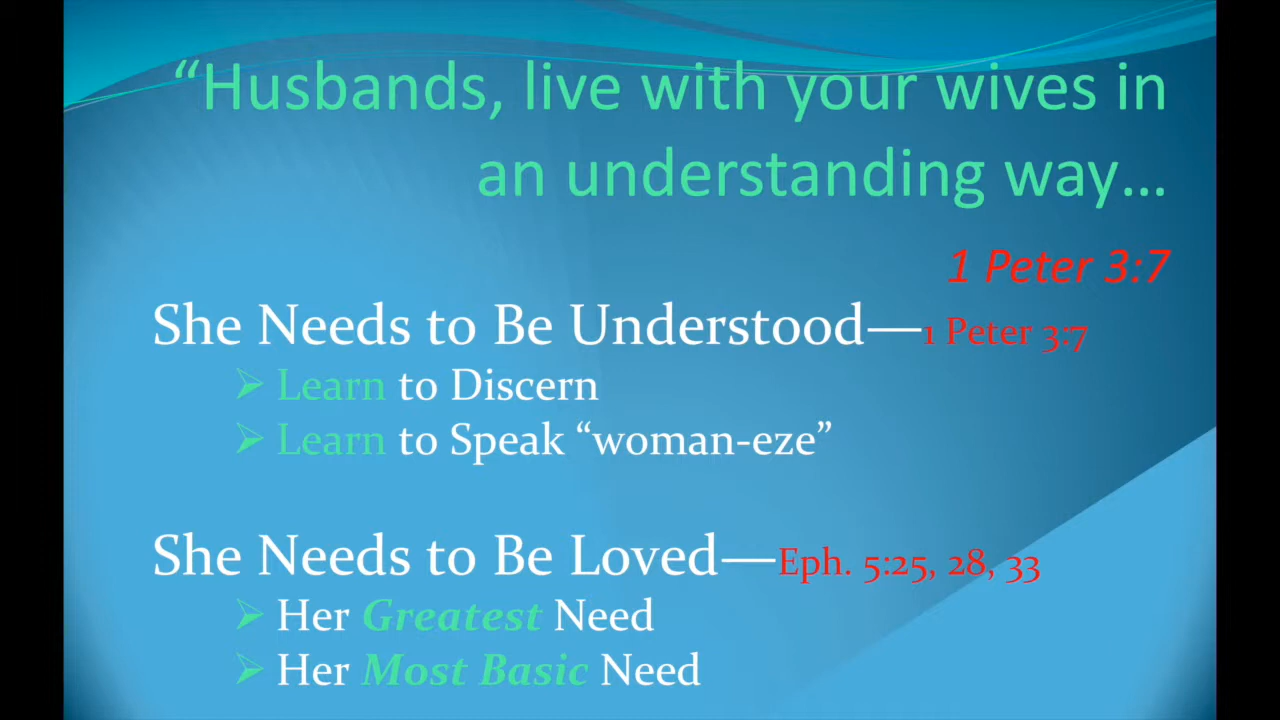 “Husbands, live with your wives in
an understanding way...
1 Peter 3:7
She Needs to Be Understood—1 Peter 3:7
➢ Learn to Discern
➢ Learn to Speak “woman-eze”
She Needs to Be Loved—Eph. 5:25, 28, 33
➢ Her Greatest Need
➢ Her Most Basic Need